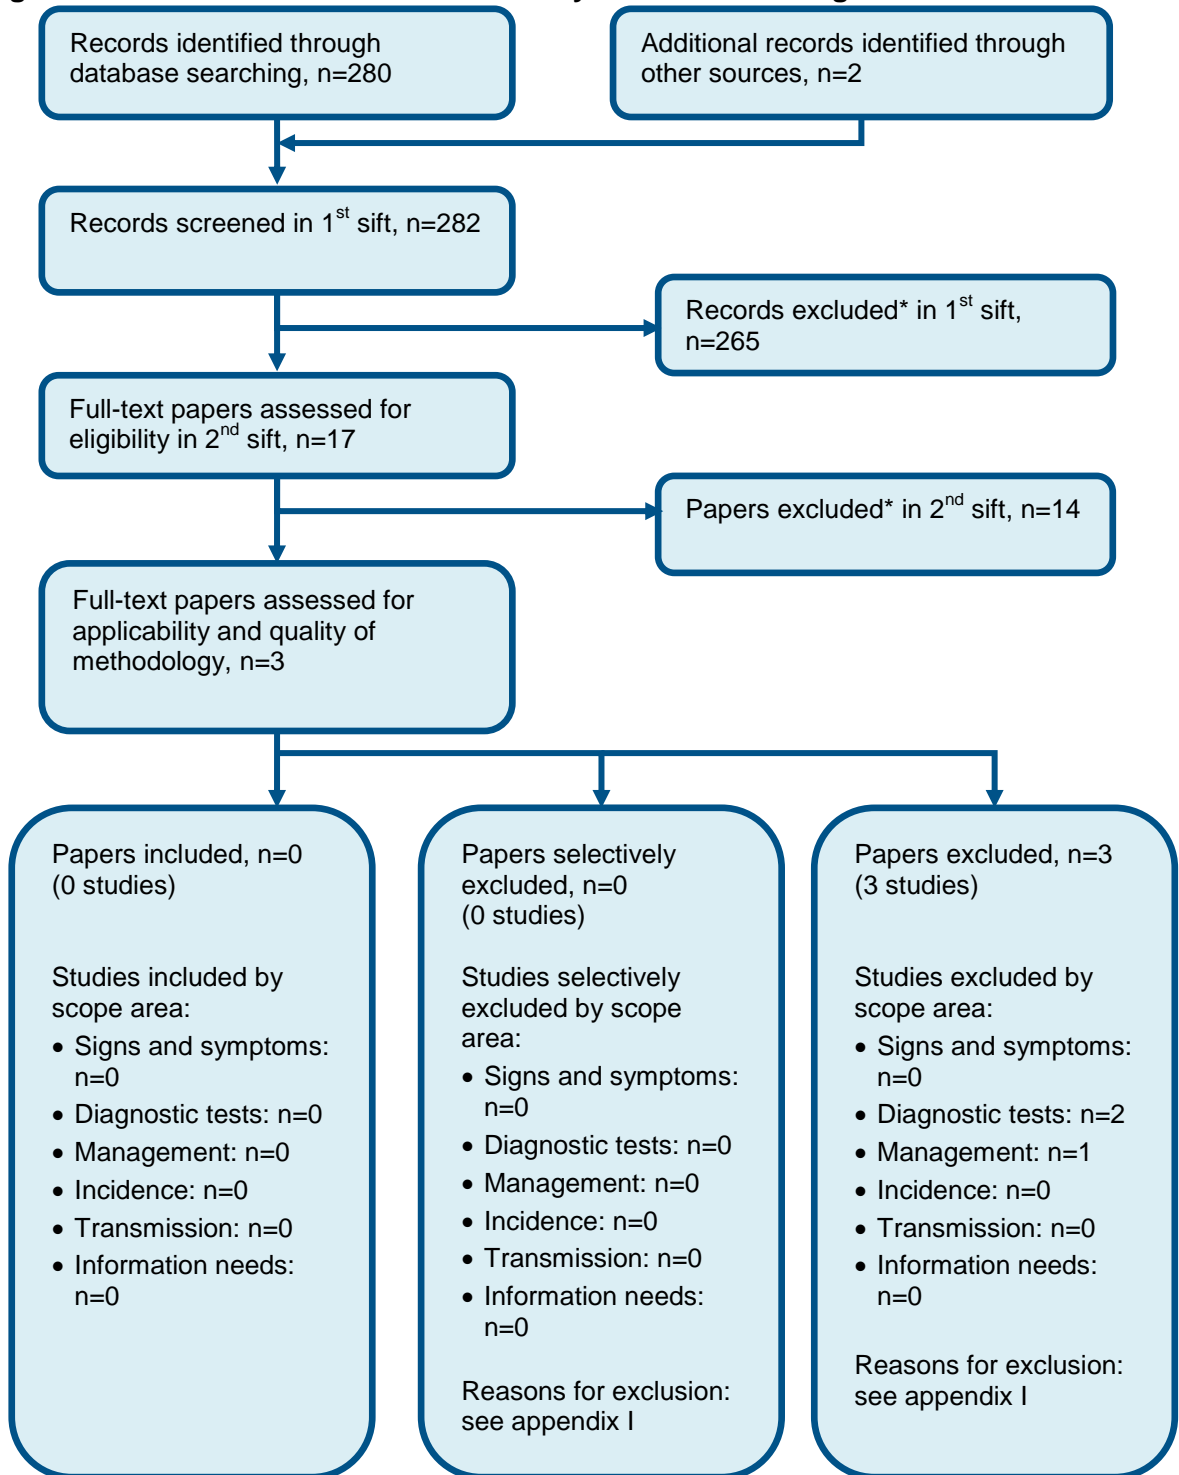 Records identified through
database searching, n=280
Additional records identified through
other sources, n=2
Records screened in 1st sift, n=282
Records excluded* in 1st sift,
n=265
Full-text papers assessed for
eligibility in 2nd sift, n=17
Papers excluded* in 2nd sift, n=14
Full-text papers assessed for
applicability and quality of
methodology, n=3
Papers included, n=0
(0 studies)
Studies included by
scope area:
• Signs and symptoms:
n=0
• Diagnostic tests: n=0
• Management: n=0
• Incidence: n=0
• Transmission: n=0
• Information needs:
n=0
Papers selectively
excluded, n=0
(0 studies)
Studies selectively
excluded by scope
area:
• Signs and symptoms:
n=0
• Diagnostic tests: n=0
• Management: n=0
• Incidence: n=0
• Transmission: n=0
• Information needs:
n=0
Reasons for exclusion:
see appendix I
Papers excluded, n=3
(3 studies)
Studies excluded by
scope area:
• Signs and symptoms:
n=0
• Diagnostic tests: n=2
• Management: n=1
• Incidence: n=0
• Transmission: n=0
• Information needs:
n=0
Reasons for exclusion:
see appendix I